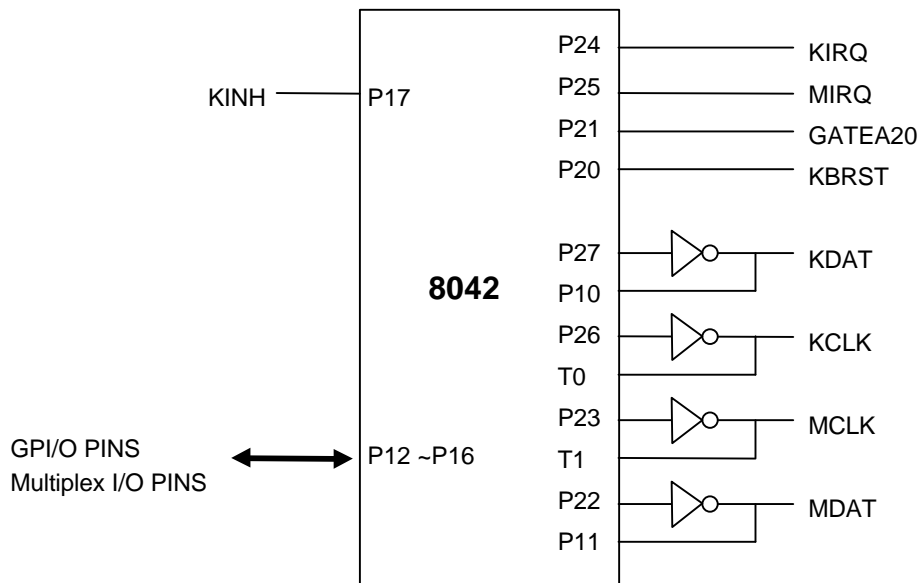 P24 KIRQ
KINH P17 P25 MIRQ
P21 GATEA20
P20 KBRST
P27 KDAT
8042
P10
P26 KCLK
T0
P23 MCLK
GPI/O PINS
Multiplex I/O PINS
P12 ~P16
T1
P22 MDAT
P11